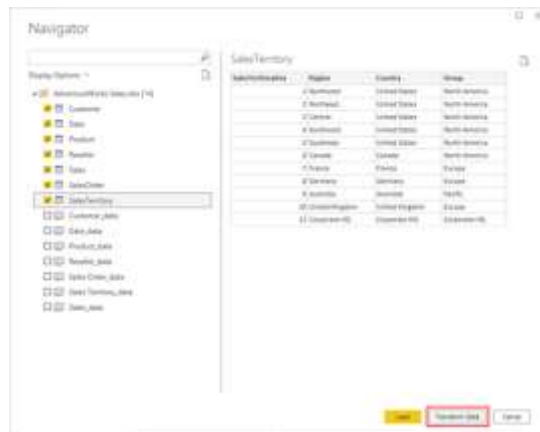 Navigator
Display Options
AdventureWorks Sales.xlsx [14]
Customer
Date
Product
Reseller
Sales
SalesOrder
SalesTerritory
Customer_data
Date_data
Product_data
Reseller_data
Sales Order_data
Sales Territory_data
Sales_data
SalesTerritory
SalesTerritoryKey Region Country Group
1 Northwest United States North America
2 Northeast United States North America
3 Central United States North America
4 Southwest United States North America
5 Southeast United States North America
6 Canada Canada North America
7 France France Europe
8 Germany Germany Europe
9 Australia Australia Pacific
10 United Kingdom United Kingdom Europe
11 Corporate HQ Corporate HQ Corporate HQ
Load Transform Data Cancel